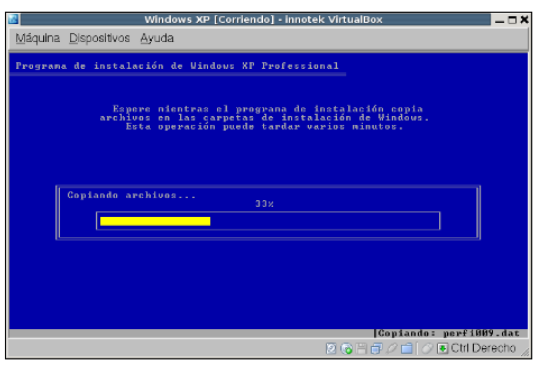 Windows XP [Corriendo] - innotek VirtualBox
Máquina Dispositivos Ayuda
Programa de instalación de Windows XP Professional
Espere mientras el programa de instalación copia
archivos en las carpetas de instalación de Windows.
Esta operación puede tardar varios minutos.
Copiando archivos...
33%
Copiando: perfi009.dat
Ctrl Derecho